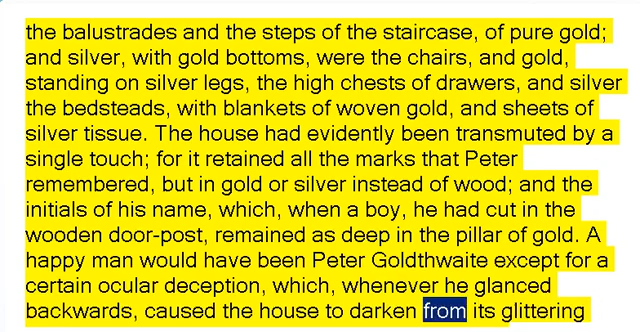 the balustrades and the steps of the staircase, of pure gold;
and silver, with gold bottoms, were the chairs, and gold,
standing on silver legs, the high chests of drawers, and silver
the bedsteads, with blankets of woven gold, and sheets of
silver tissue. The house had evidently been transmuted by a
single touch; for it retained all the marks that Peter
remembered, but in gold or silver instead of wood; and the
initials of his name, which, when a boy, he had cut in the
wooden door-post, remained as deep in the pillar of gold. A
happy man would have been Peter Goldthwaite except for a
certain ocular deception, which, whenever he glanced
backwards, caused the house to darken from its glittering